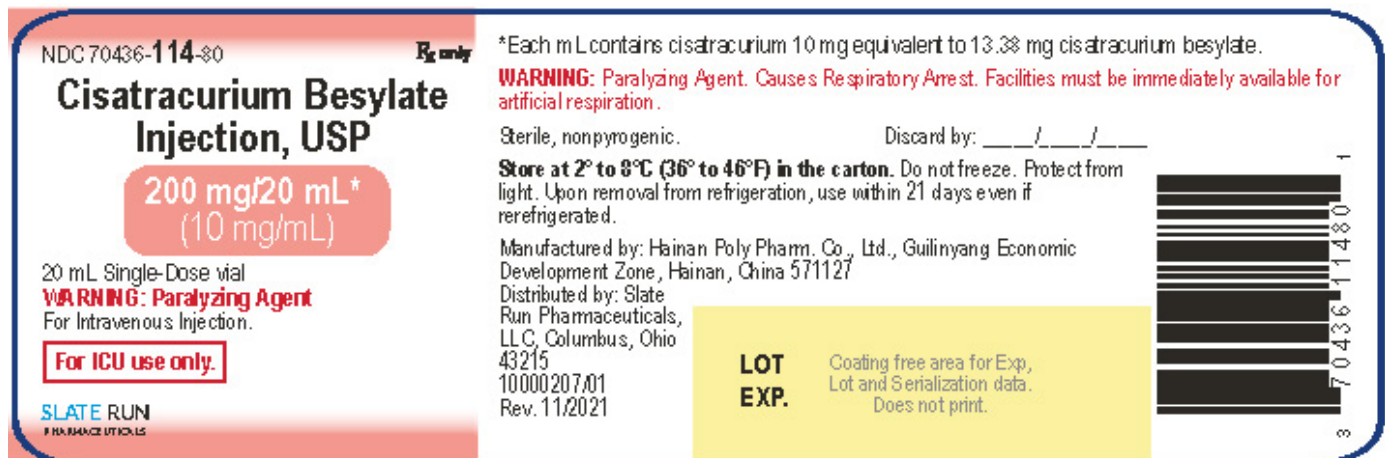 NDC 70436-114-80 Rx only
Cisatracurium Besylate
Injection, USP
200 mg/20 mL*
(10 mg/mL)
20 mL Single-Dose vial
WARNING: Paralyzing Agent
For Intravenous Injection.
For ICU use only.
SLATE RUN
PHARMACEUTICALS
*Each mL contains cisatracurium 10 mg equivalent to 13.38 mg cisatracurium besylate.
WARNING: Paralyzing Agent. Causes Respiratory Arrest. Facilities must be immediately available for
artificial respiration.
Sterile, nonpyrogenic. Discard by: ____/____/____
Store at 2° to 8°C (36° to 46°F) in the carton. Do not freeze. Protect from
light. Upon removal from refrigeration, use within 21 days even if
rerefrigerated.
Manufactured by: Hainan Poly Pharm. Co., Ltd., Guilinyang Economic
Development Zone, Hainan, China 571127
Distributed by: Slate
Run Pharmaceuticals,
LLC, Columbus, Ohio
43215
10000207/01
Rev. 11/2021
LOT
EXP.
Coating free area for Exp,
Lot and Serialization data.
Does not print.
3 70436 11480 1